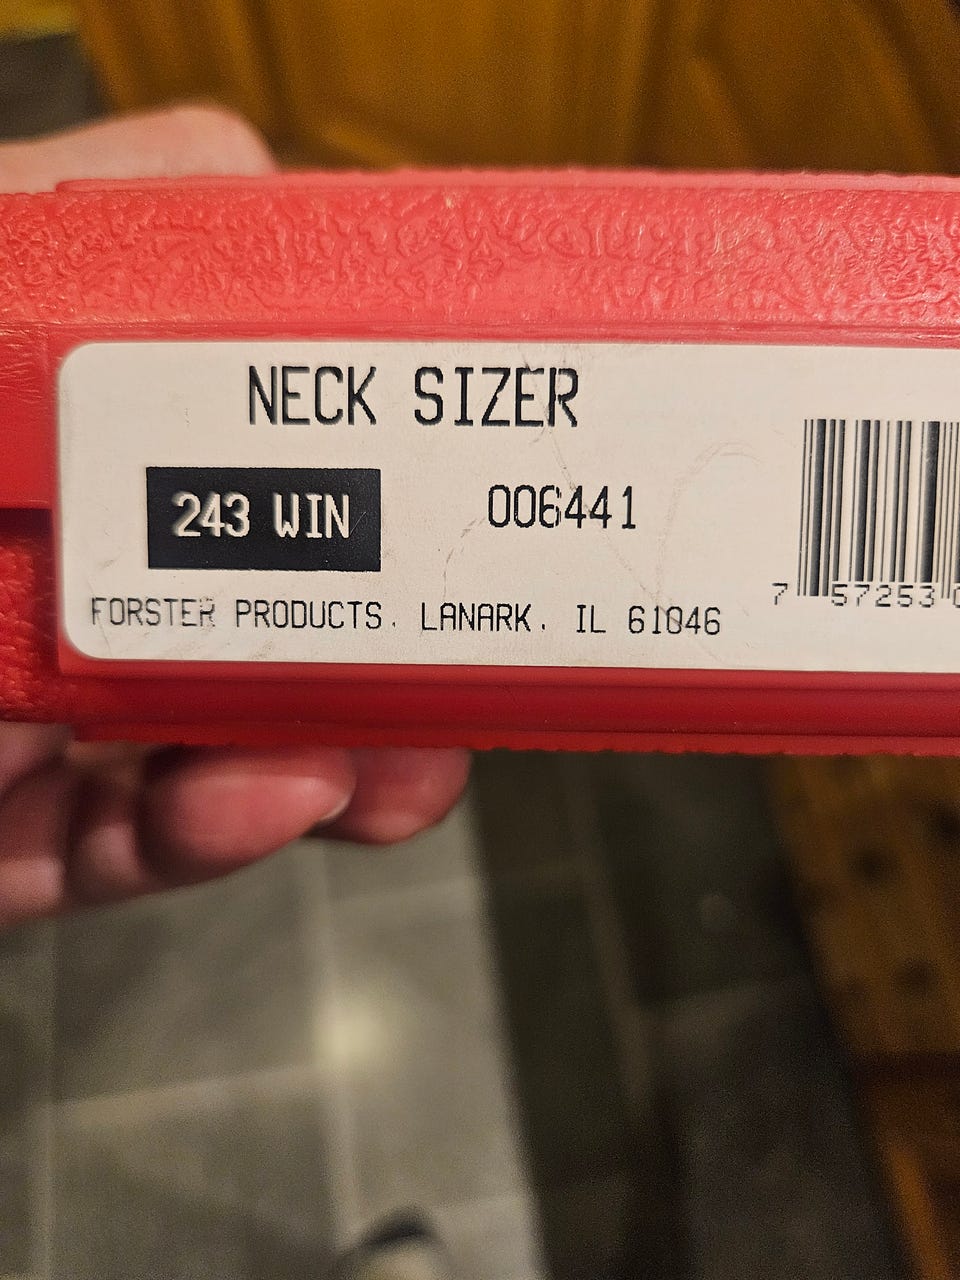 NECK SIZER
243 WIN 006441
7 57253
FORSTER PRODUCTS. LANARK. IL 61046